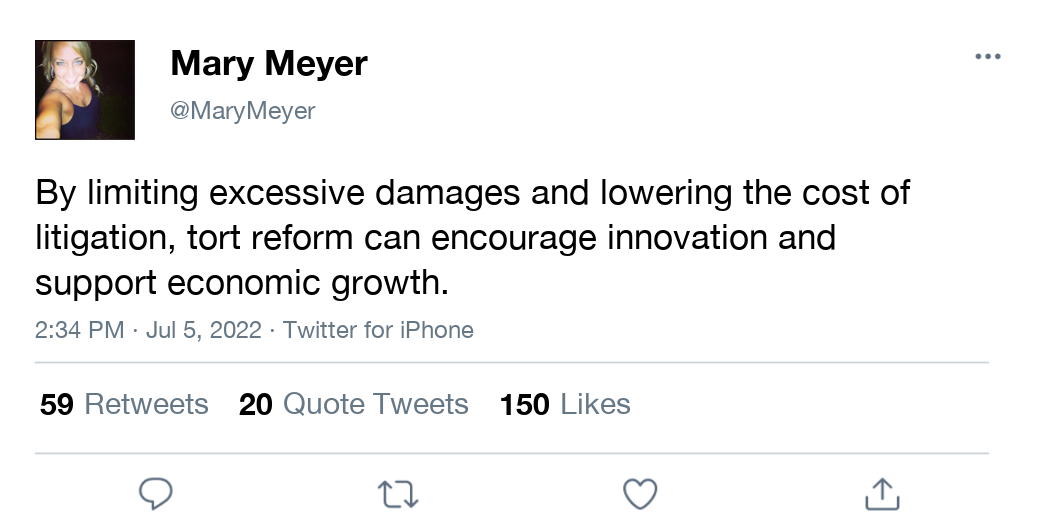 Mary Meyer
@MaryMeyer
By limiting excessive damages and lowering the cost of
litigation, tort reform can encourage innovation and
support economic growth.
2:34 PM · Jul 5, 2022 · Twitter for iPhone
59 Retweets 20 Quote Tweets 150 Likes